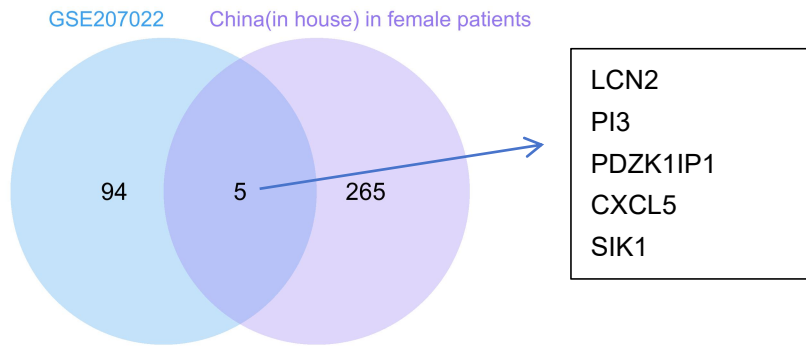 GSE207022
China(in house) in female patients
94
5
265
LCN2
PI3
PDZK1IP1
CXCL5
SIK1